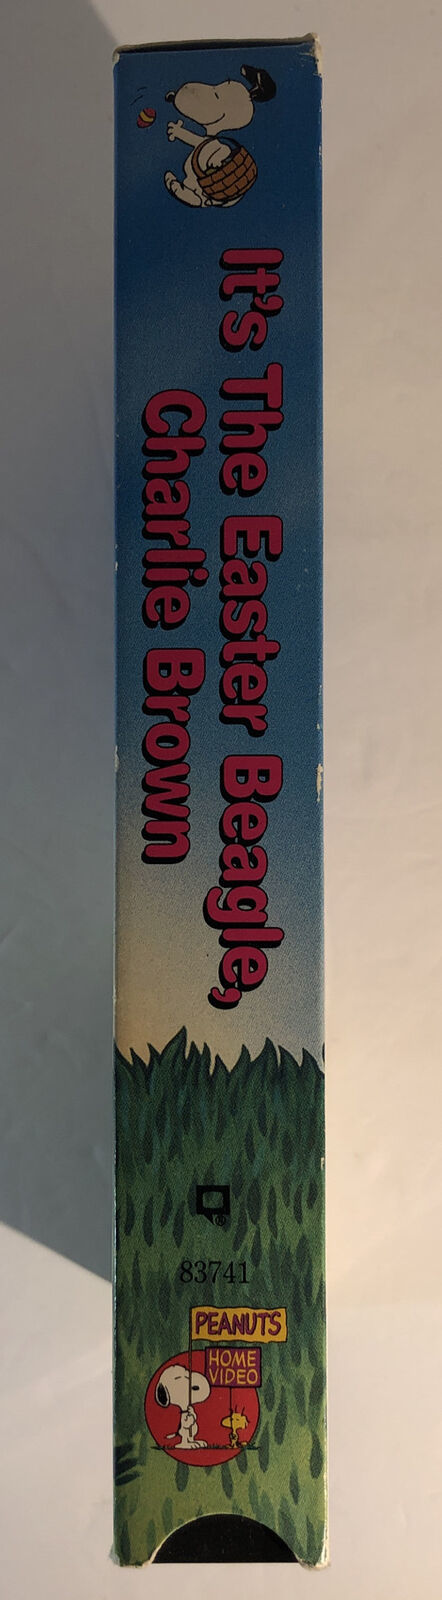 It's The Easter Beagle,
Charlie Brown
®
83741
PEANUTS
HOME
VIDEO